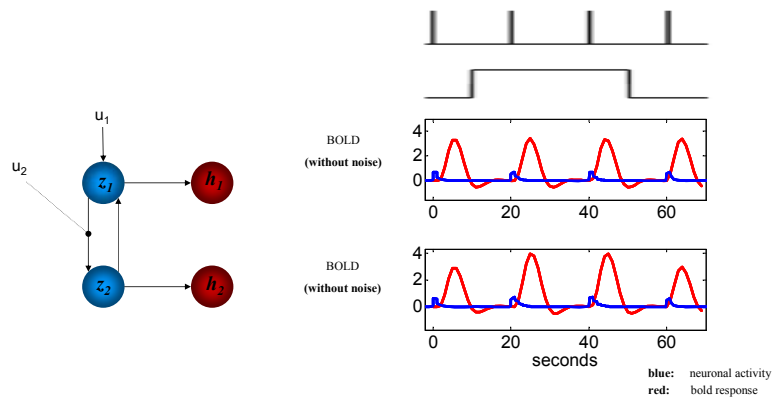 u1
u2
z1
h1
z2
h2
BOLD
(without noise)
4
2
0
0 20 40 60
BOLD
(without noise)
4
2
0
0 20 40 60
seconds
blue: neuronal activity
red: bold response